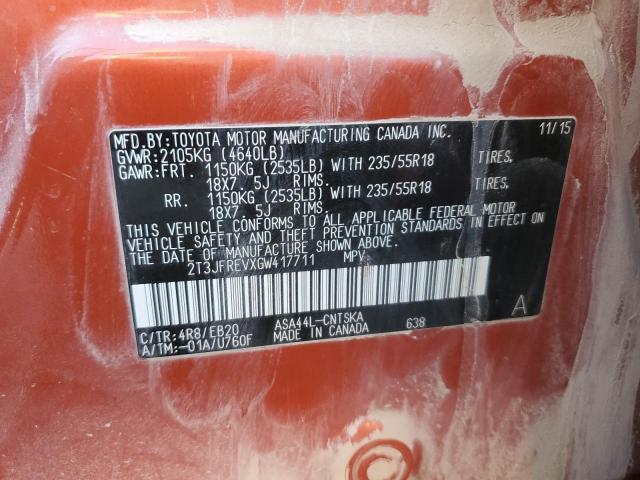 MFD.BY:TOYOTA MOTOR MANUFACTURING CANADA INC. 11/15
GVWR:2105KG (4640LB)
GAWR:FRT. 1150KG (2535LB) WITH 235/55R18 TIRES,
18X7. 5J RIMS.
RR. 1150KG (2535LB) WITH 235/55R18 TIRES,
18X7. 5J RIMS.
THIS VEHICLE CONFORMS TO ALL APPLICABLE FEDERAL MOTOR
VEHICLE SAFETY AND THEFT PREVENTION STANDARDS IN EFFECT ON
THE DATE OF MANUFACTURE SHOWN ABOVE.
2T3JFREVXGW417711 MPV
A
C/TR:4R8/EB20 ASA44L-CNTSKA 638
A/TM:-01A/U760F MADE IN CANADA